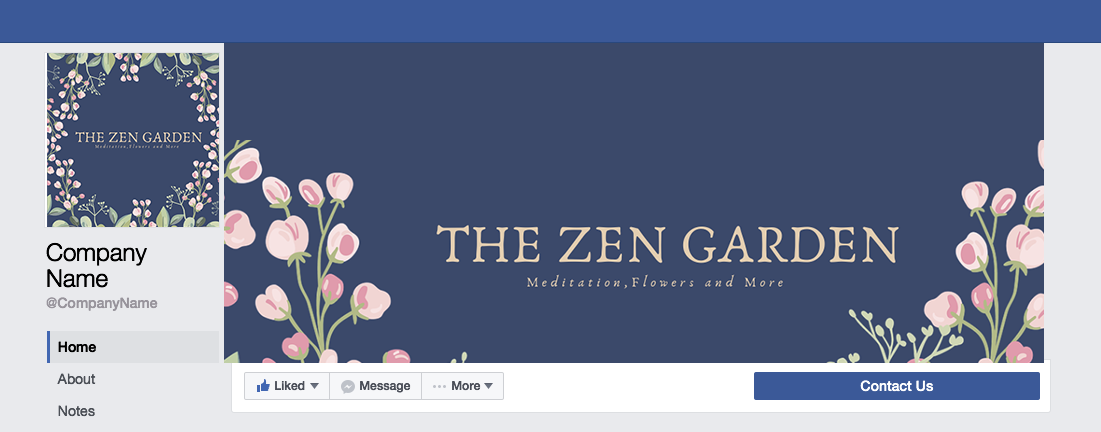 THE ZEN GARDEN
Meditation,Flowers and More
Company
Name
@CompanyName
Home
About
Notes
THE ZEN GARDEN
Meditation,Flowers and More
Liked
Message
More
Contact Us